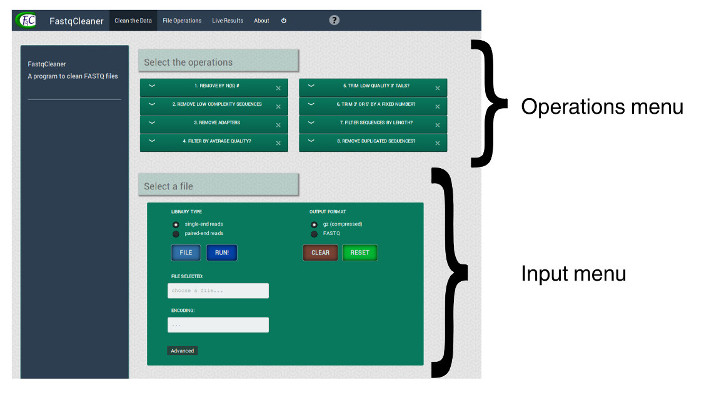 FqC FastqCleaner Clean the Data File Operations Live Results About ?
FastqCleaner
A program to clean FASTQ files
Select the operations
1. REMOVE BY NO(S) #
5. TRIM LOW QUALITY 3' TAILS?
2. REMOVE LOW COMPLEXITY SEQUENCES
6. TRIM 3' OR 5' BY A FIXED NUMBER?
3. REMOVE ADAPTERS
7. FILTER SEQUENCES BY LENGTH?
4. FILTER BY AVERAGE QUALITY?
8. REMOVE DUPLICATED SEQUENCES?
Operations menu
Select a file
LIBRARY TYPE
OUTPUT FORMAT
single-end reads
gz (compressed)
paired-end reads
FASTQ
FILE RUN! CLEAR RESET
FILE SELECTED:
Choose a file...
ENCODING:
...
Advanced
Input menu